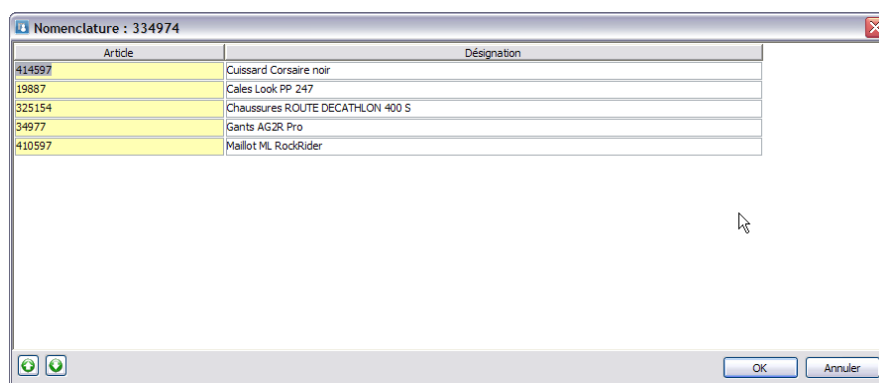 Nomenclature : 334974
Article Désignation
414597 Cuissard Corsaire noir
19887 Cales Look PP 247
325154 Chaussures ROUTE DECATHLON 400 S
34977 Gants AG2R Pro
410597 Maillot ML RockRider
OK Annuler